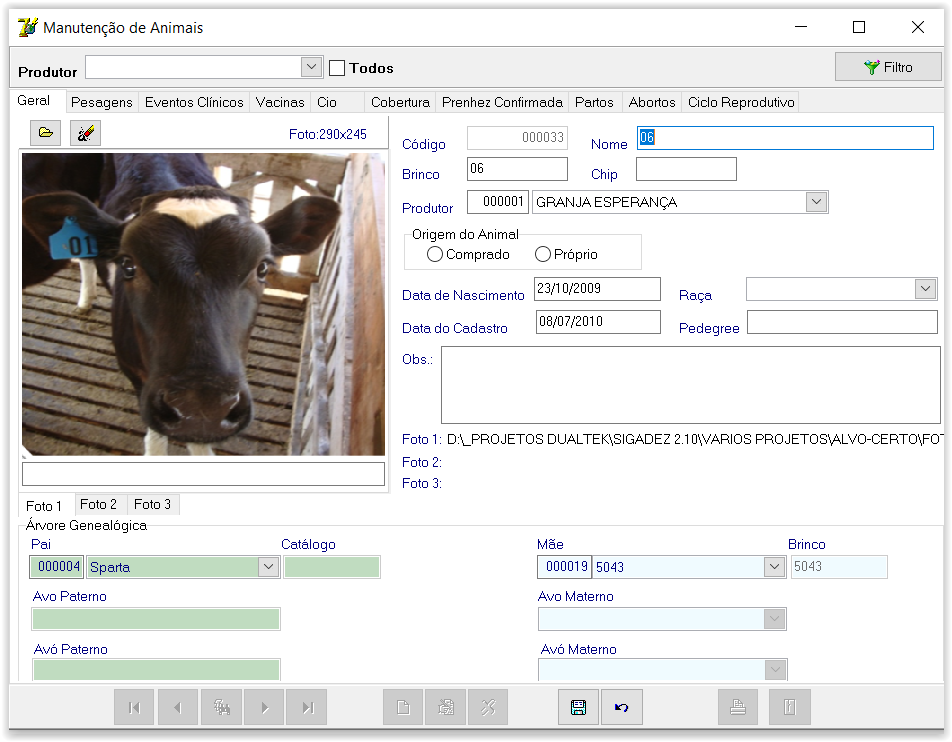 Manutenção de Animais
Produtor Todos Filtro
Geral Pesagens Eventos Clínicos Vacinas Cio Cobertura Prenhez Confirmada Partos Abortos Ciclo Reprodutivo
Foto:290x245
01
Código 000033 Nome 06
Brinco 06 Chip
Produtor 000001 GRANJA ESPERANÇA
Origem do Animal
Comprado Próprio
Data de Nascimento 23/10/2009 Raça
Data do Cadastro 08/07/2010 Pedegree
Obs.:
Foto 1: D:\_PROJETOS DUALTEK\SIGADEZ 2.10\VARIOS PROJETOS\ALVO-CERTO\FOT
Foto 2:
Foto 3:
Foto 1 Foto 2 Foto 3
Árvore Genealógica
Pai Catálogo Mãe Brinco
000004 Sparta 000019 5043 5043
Avo Paterno Avo Materno
Avó Paterno Avó Materno